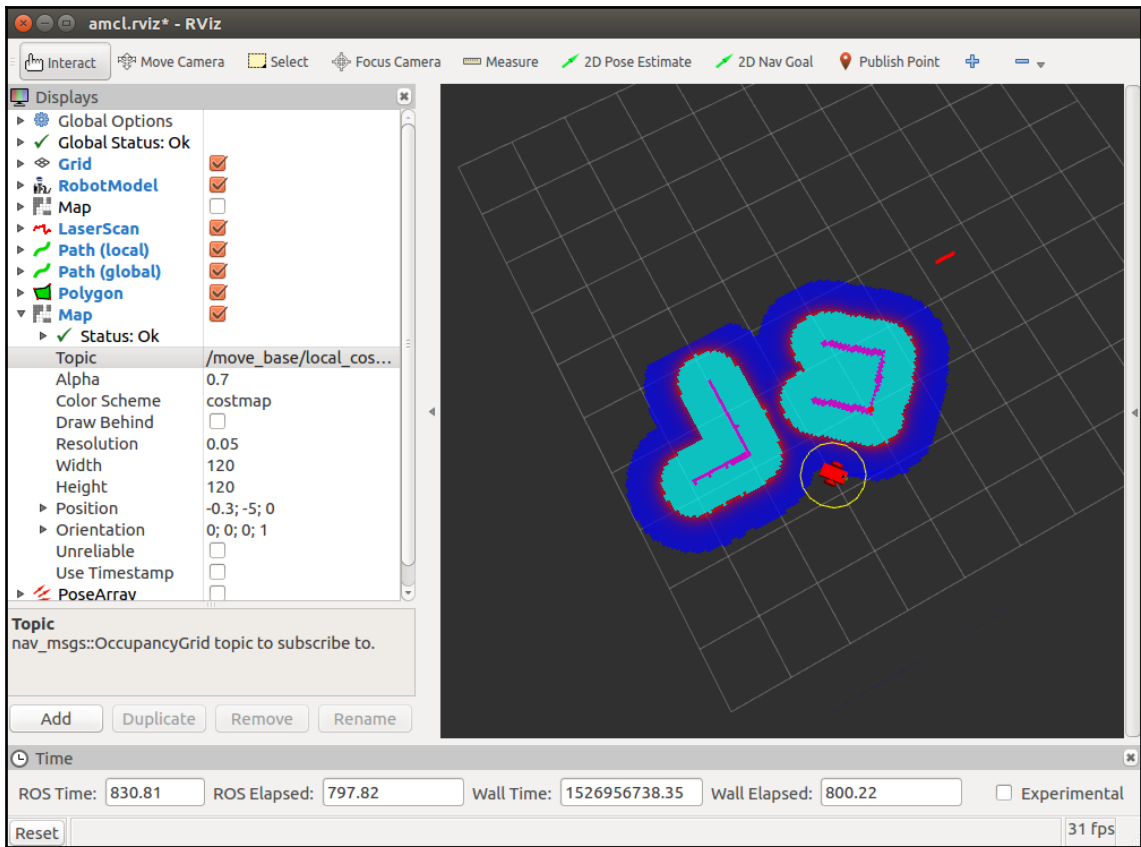 amcl.rviz* - RViz
Interact Move Camera Select Focus Camera Measure 2D Pose Estimate 2D Nav Goal Publish Point
Displays
Global Options
Global Status: Ok
Grid
RobotModel
Map
LaserScan
Path (local)
Path (global)
Polygon
Map
Status: Ok
Topic /move_base/local_cos...
Alpha 0.7
Color Scheme costmap
Draw Behind
Resolution 0.05
Width 120
Height 120
Position -0.3; -5; 0
Orientation 0; 0; 0; 1
Unreliable
Use Timestamp
PoseArray
Topic
nav_msgs::OccupancyGrid topic to subscribe to.
Add Duplicate Remove Rename
Time
ROS Time: 830.81 ROS Elapsed: 797.82 Wall Time: 1526956738.35 Wall Elapsed: 800.22 Experimental
Reset 31 fps